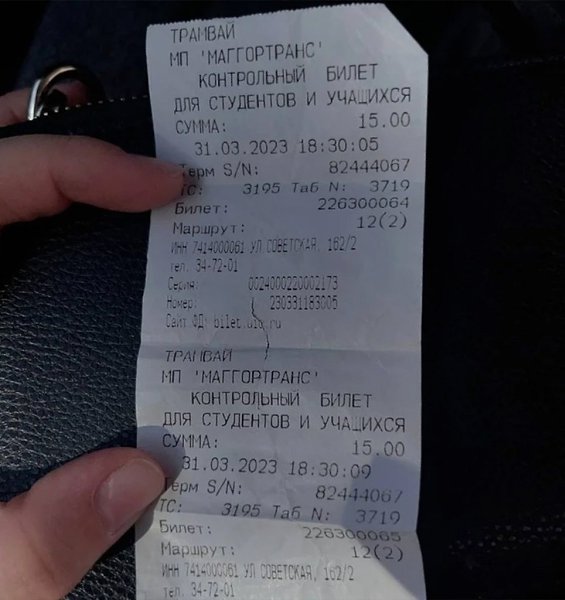 ТРАМВАЙ
МП 'МАГГОРТРАНС'
КОНТРОЛЬНЫЙ БИЛЕТ
ДЛЯ СТУДЕНТОВ И УЧАЩИХСЯ
СУММА: 15.00
31.03.2023 18:30:05
Терм S/N: 82444067
ТС: 3195 Таб N: 3719
Билет: 226300064
Маршрут: 12(2)
ИНН 7414000061 УЛ СОВЕТСКАЯ, 162/2
тел. 34-72-01
Серия: 0024000220002173
Номер: 230331183005
Сайт ФД: ru
ТРАМВАЙ
МП 'МАГГОРТРАНС'
КОНТРОЛЬНЫЙ БИЛЕТ
ДЛЯ СТУДЕНТОВ И УЧАЩИХСЯ
СУММА: 15.00
31.03.2023 18:30:09
Терм S/N: 82444067
ТС: 3195 Таб N: 3719
Билет: 226300065
Маршрут: 12(2)
ИНН 7414000061 УЛ СОВЕТСКАЯ, 162/2
тел. 34-72-01